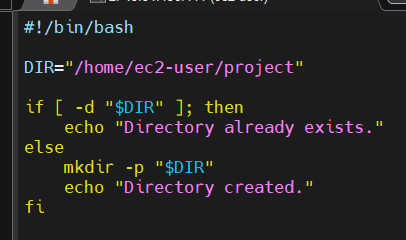 #!/bin/bash
DIR="/home/ec2-user/project"
if [ -d "$DIR" ]; then
    echo "Directory already exists."
else
    mkdir -p "$DIR"
    echo "Directory created."
fi